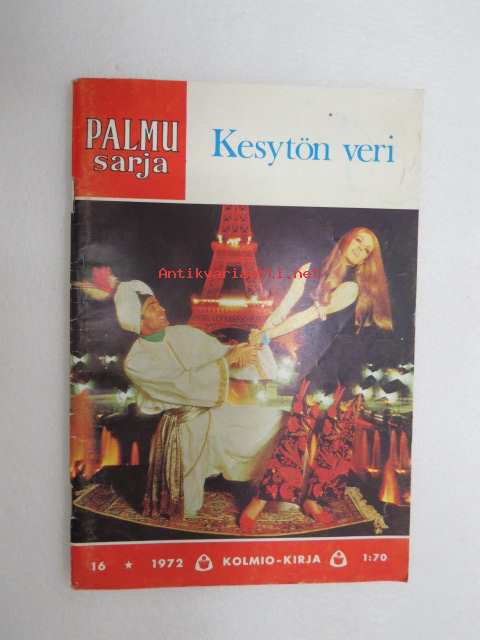 PALMU
sarja
Kesytön veri
Antikvariaatti.net
16 ★ 1972 KOLMIO-KIRJA 1:70